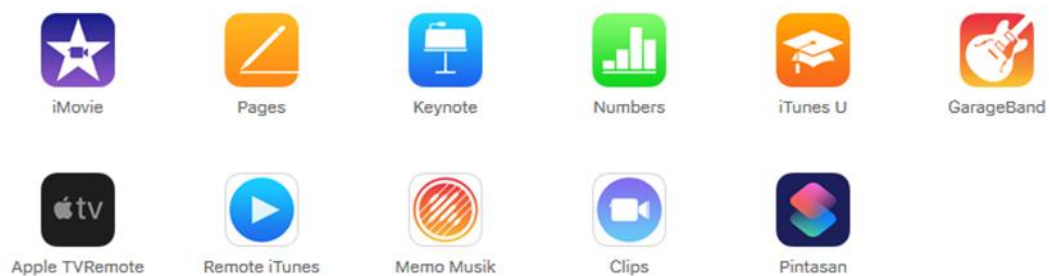 iMovie
Pages
Keynote
Numbers
iTunes U
GarageBand
tv
Apple TVRemote
Remote iTunes
Memo Musik
Clips
Pintasan